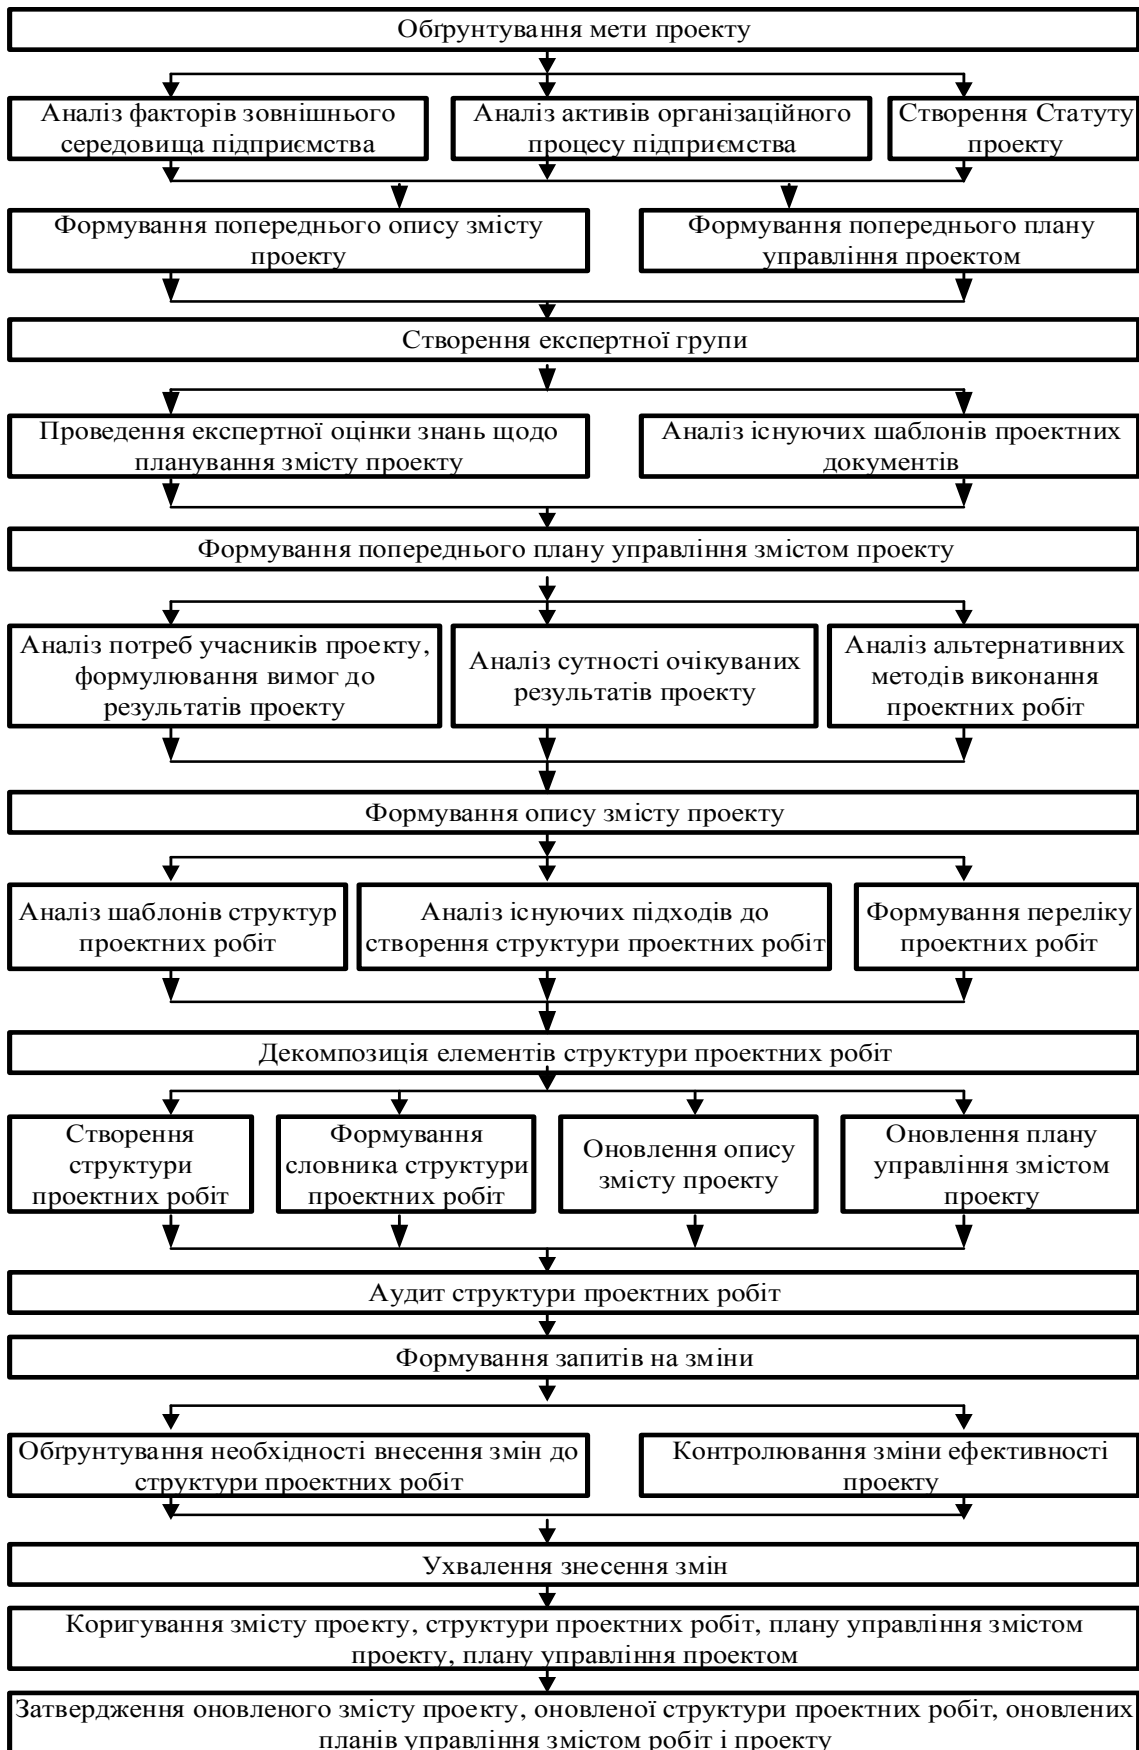 Обґрунтування мети проекту
Аналіз факторів зовнішнього
середовища підприємства
Аналіз активів організаційного
процесу підприємства
Створення Статуту
проекту
Формування попереднього опису змісту
проекту
Формування попереднього плану
управління проектом
Створення експертної групи
Проведення експертної оцінки знань щодо
планування змісту проекту
Аналіз існуючих шаблонів проектних
документів
Формування попереднього плану управління змістом проекту
Аналіз потреб учасників проекту,
формулювання вимог до
результатів проекту
Аналіз сутності очікуваних
результатів проекту
Аналіз альтернативних
методів виконання
проектних робіт
Формування опису змісту проекту
Аналіз шаблонів структур
проектних робіт
Аналіз існуючих підходів до
створення структури проектних робіт
Формування переліку
проектних робіт
Декомпозиція елементів структури проектних робіт
Створення
структури
проектних робіт
Формування
словника структури
проектних робіт
Оновлення опису
змісту проекту
Оновлення плану
управління змістом
проекту
Аудит структури проектних робіт
Формування запитів на зміни
Обґрунтування необхідності внесення змін до
структури проектних робіт
Контролювання зміни ефективності
проекту
Ухвалення знесення змін
Коригування змісту проекту, структури проектних робіт, плану управління змістом
проекту, плану управління проектом
Затвердження оновленого змісту проекту, оновленої структури проектних робіт, оновлених
планів управління змістом робіт і проекту